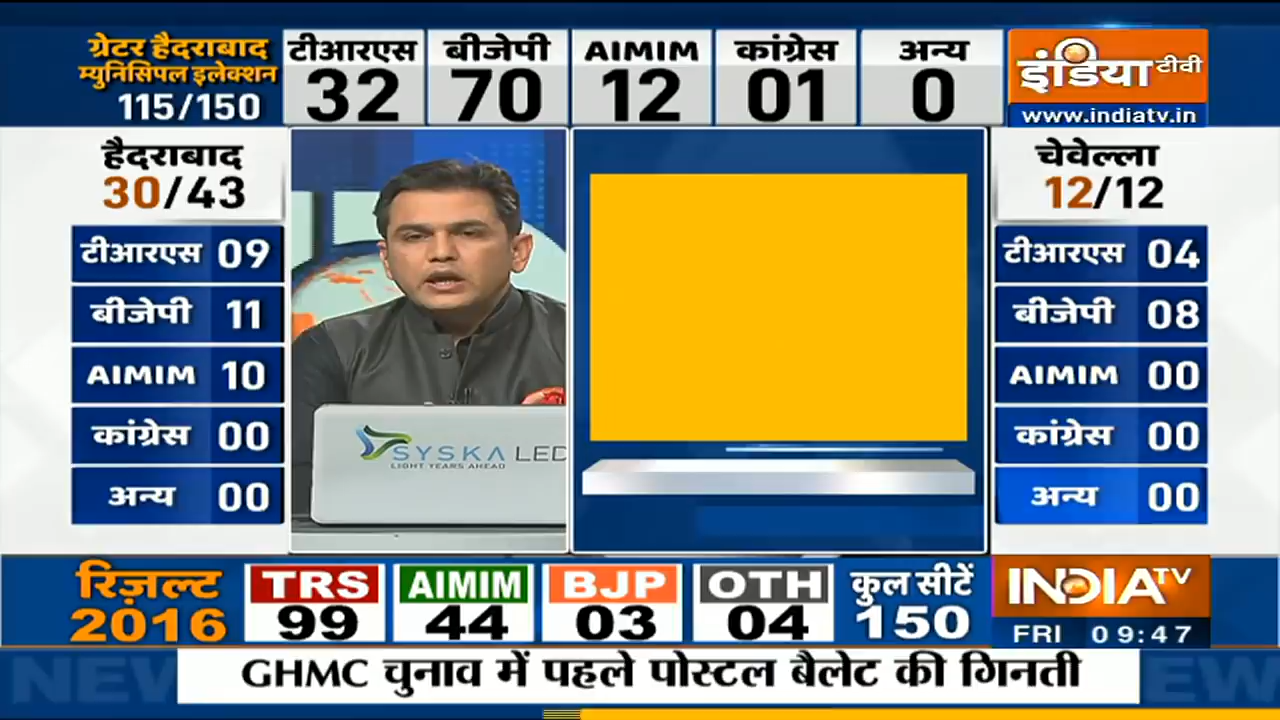 ग्रेटर हैदराबाद
म्युनिसिपल इलेक्शन
115/150
टीआरएस
32
बीजेपी
70
AIMIM
12
कांग्रेस
01
अन्य
0
इंडिया टीवी
www.indiatv.in
हैदराबाद
30/43
टीआरएस 09
बीजेपी 11
AIMIM 10
कांग्रेस 00
अन्य 00
SYSKA LED
LIGHT YEARS AHEAD
चेवेल्ला
12/12
टीआरएस 04
बीजेपी 08
AIMIM 00
कांग्रेस 00
अन्य 00
रिज़ल्ट
2016
TRS
99
AIMIM
44
BJP
03
OTH
04
कुल सीटें
150
INDIA TV
FRI 09:47
NEW
GHMC चुनाव में पहले पोस्टल बैलेट की गिनती
NEW